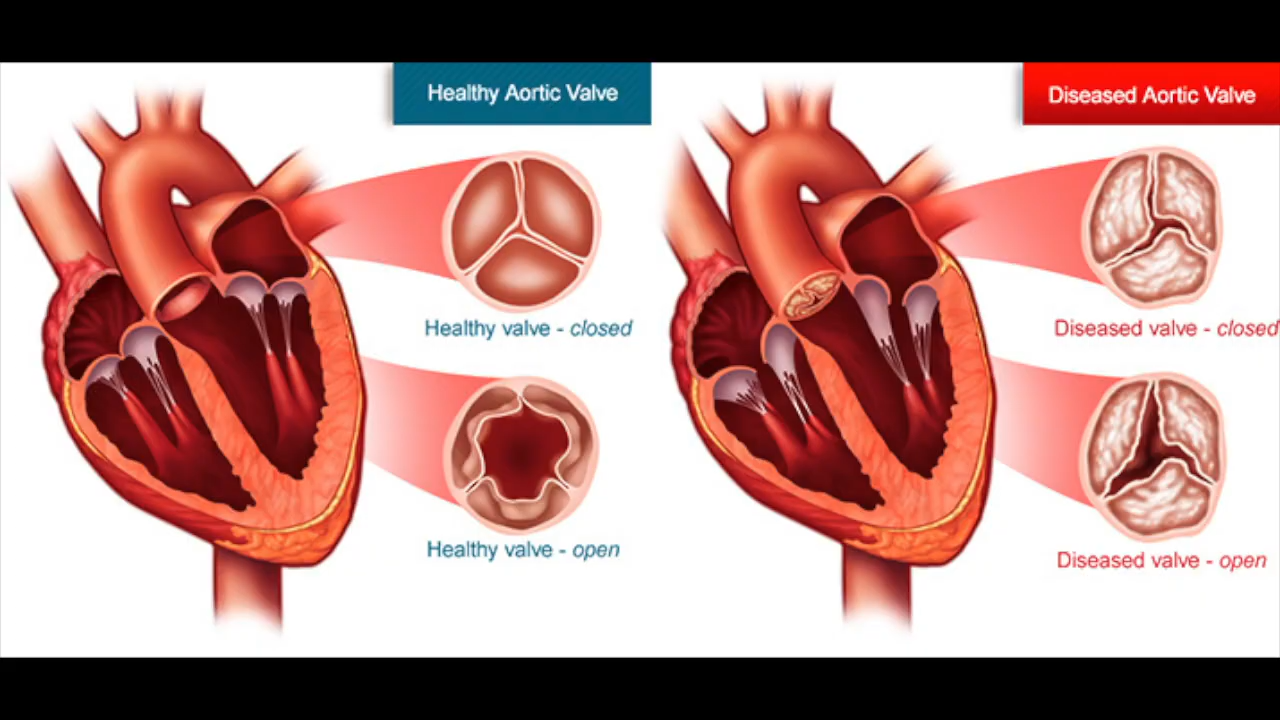 Healthy Aortic Valve
Healthy valve - closed
Healthy valve - open
Diseased Aortic Valve
Diseased valve - closed
Diseased valve - open